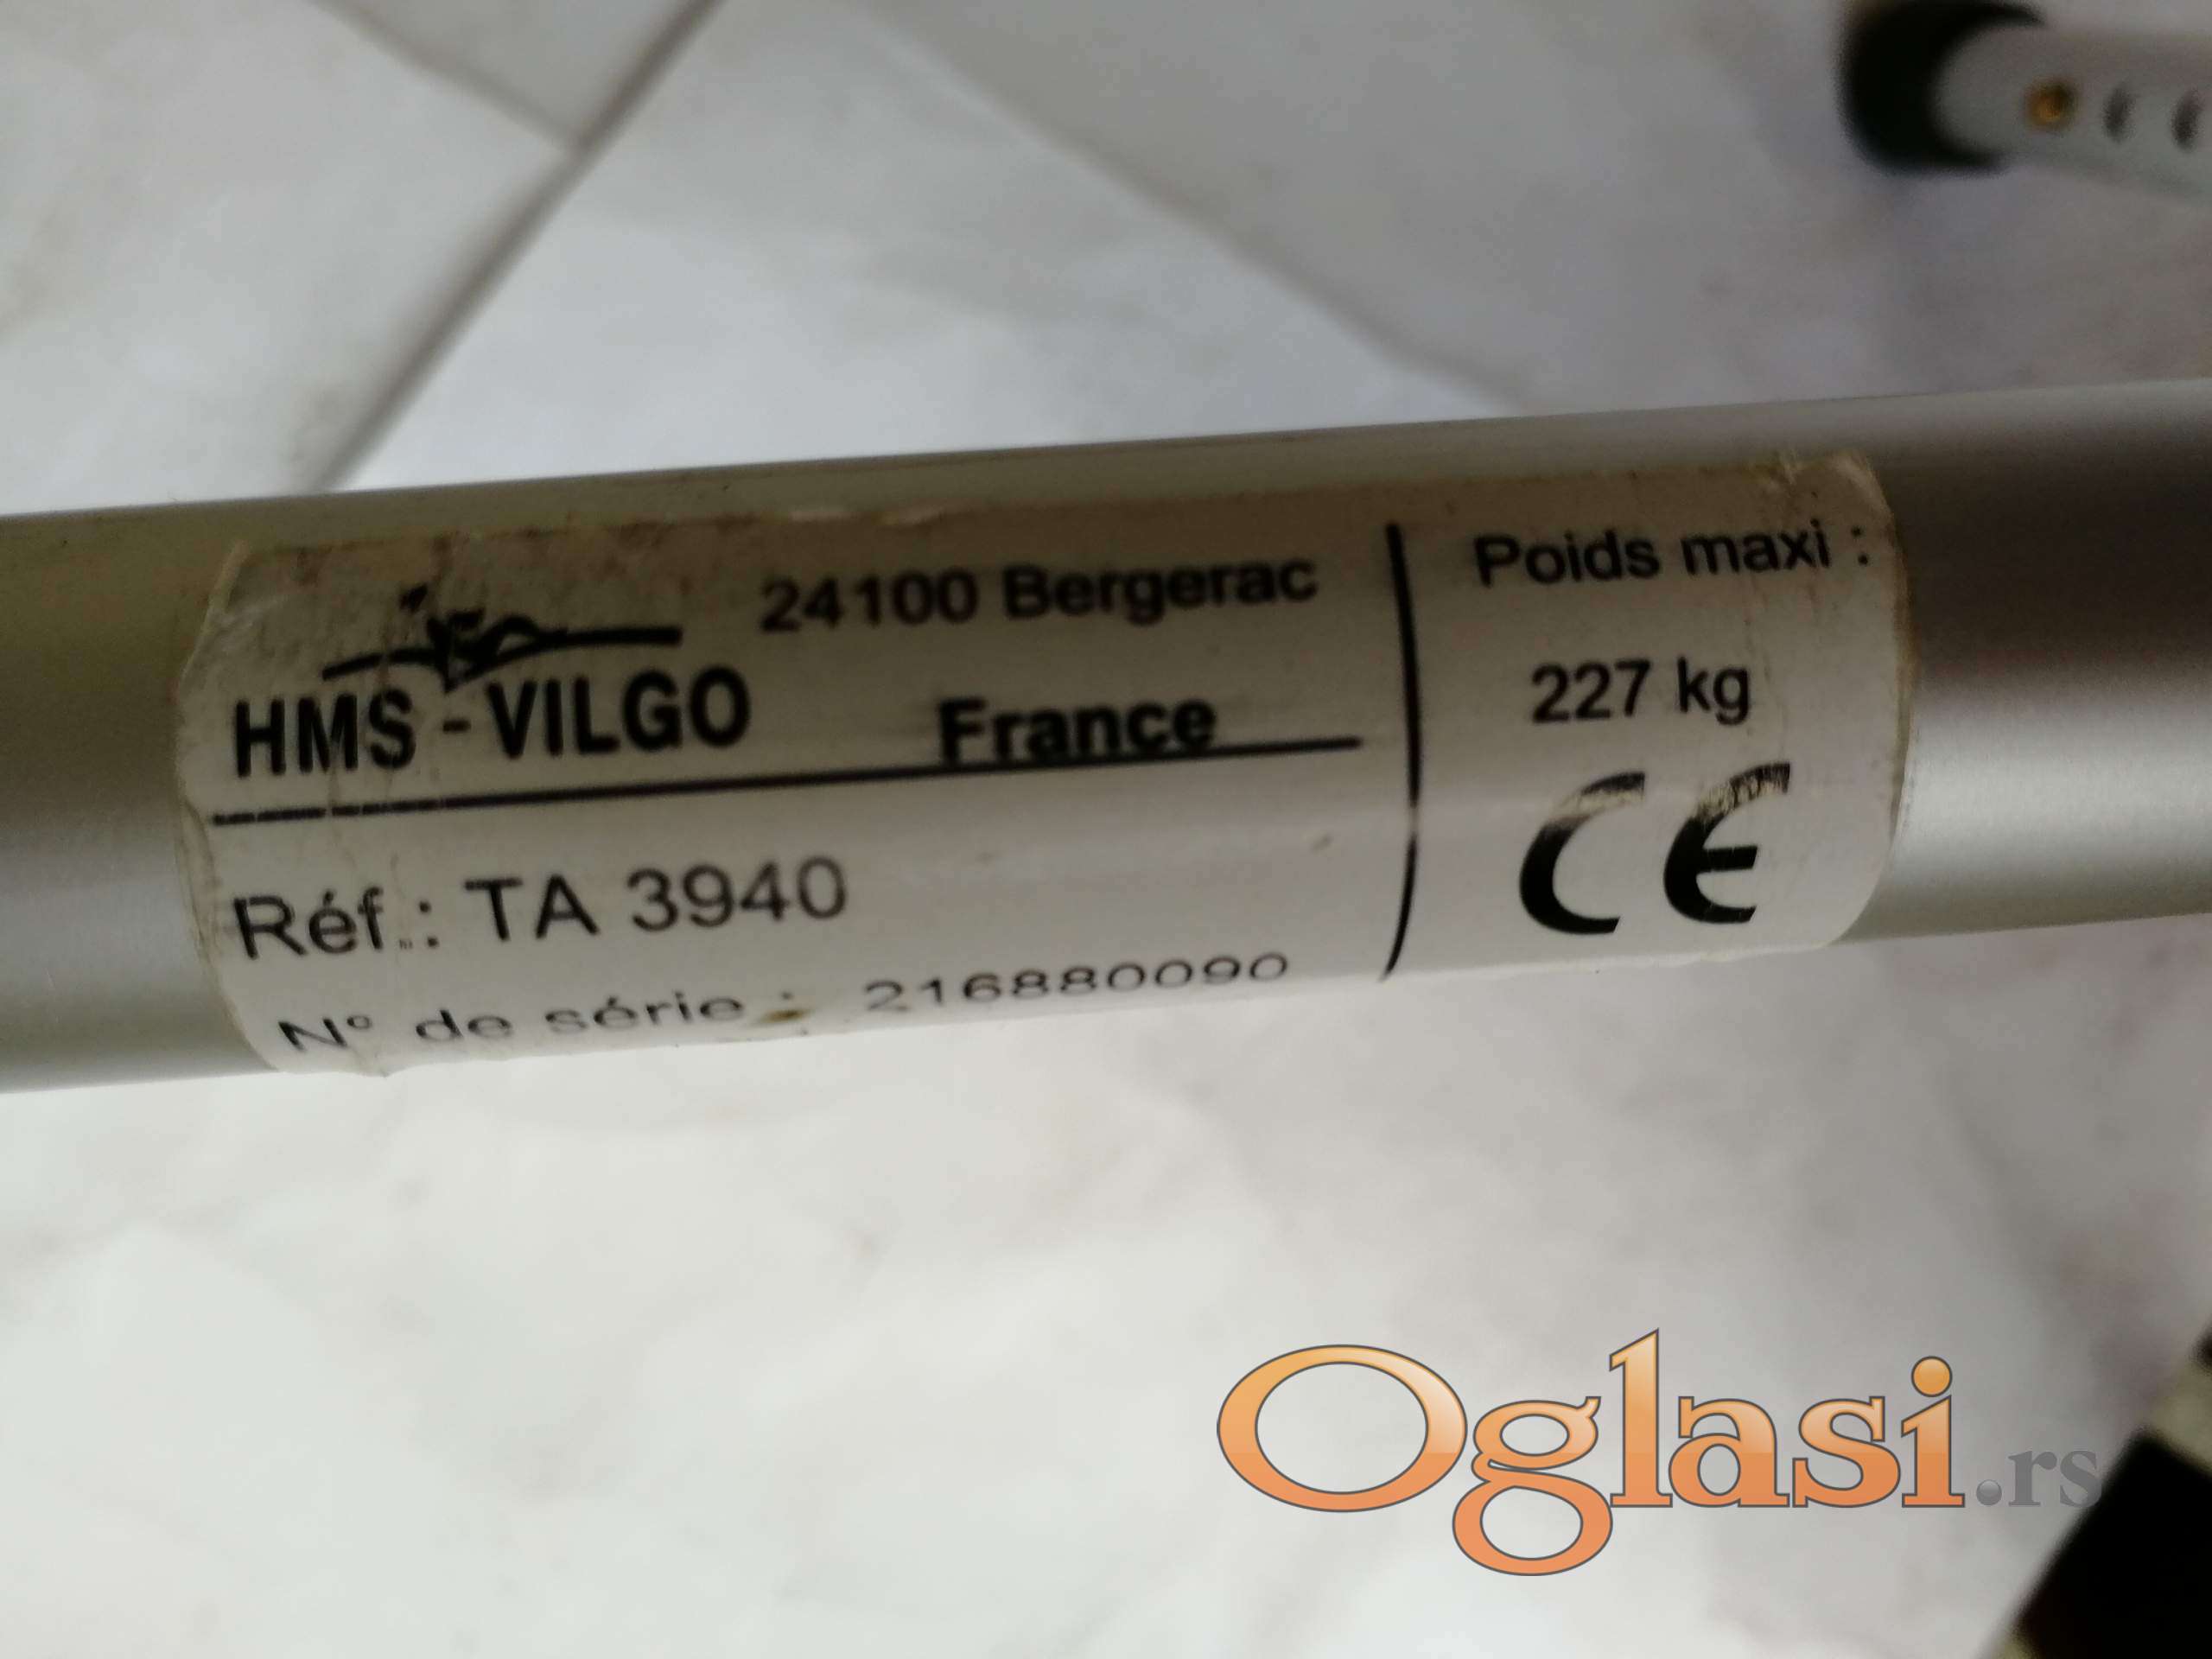 24100 Bergerac
HMS - VILGO
France
Réf.: TA 3940
N° de série : 216880090
Poids maxi :
227 kg
CE
Oglasi.rs